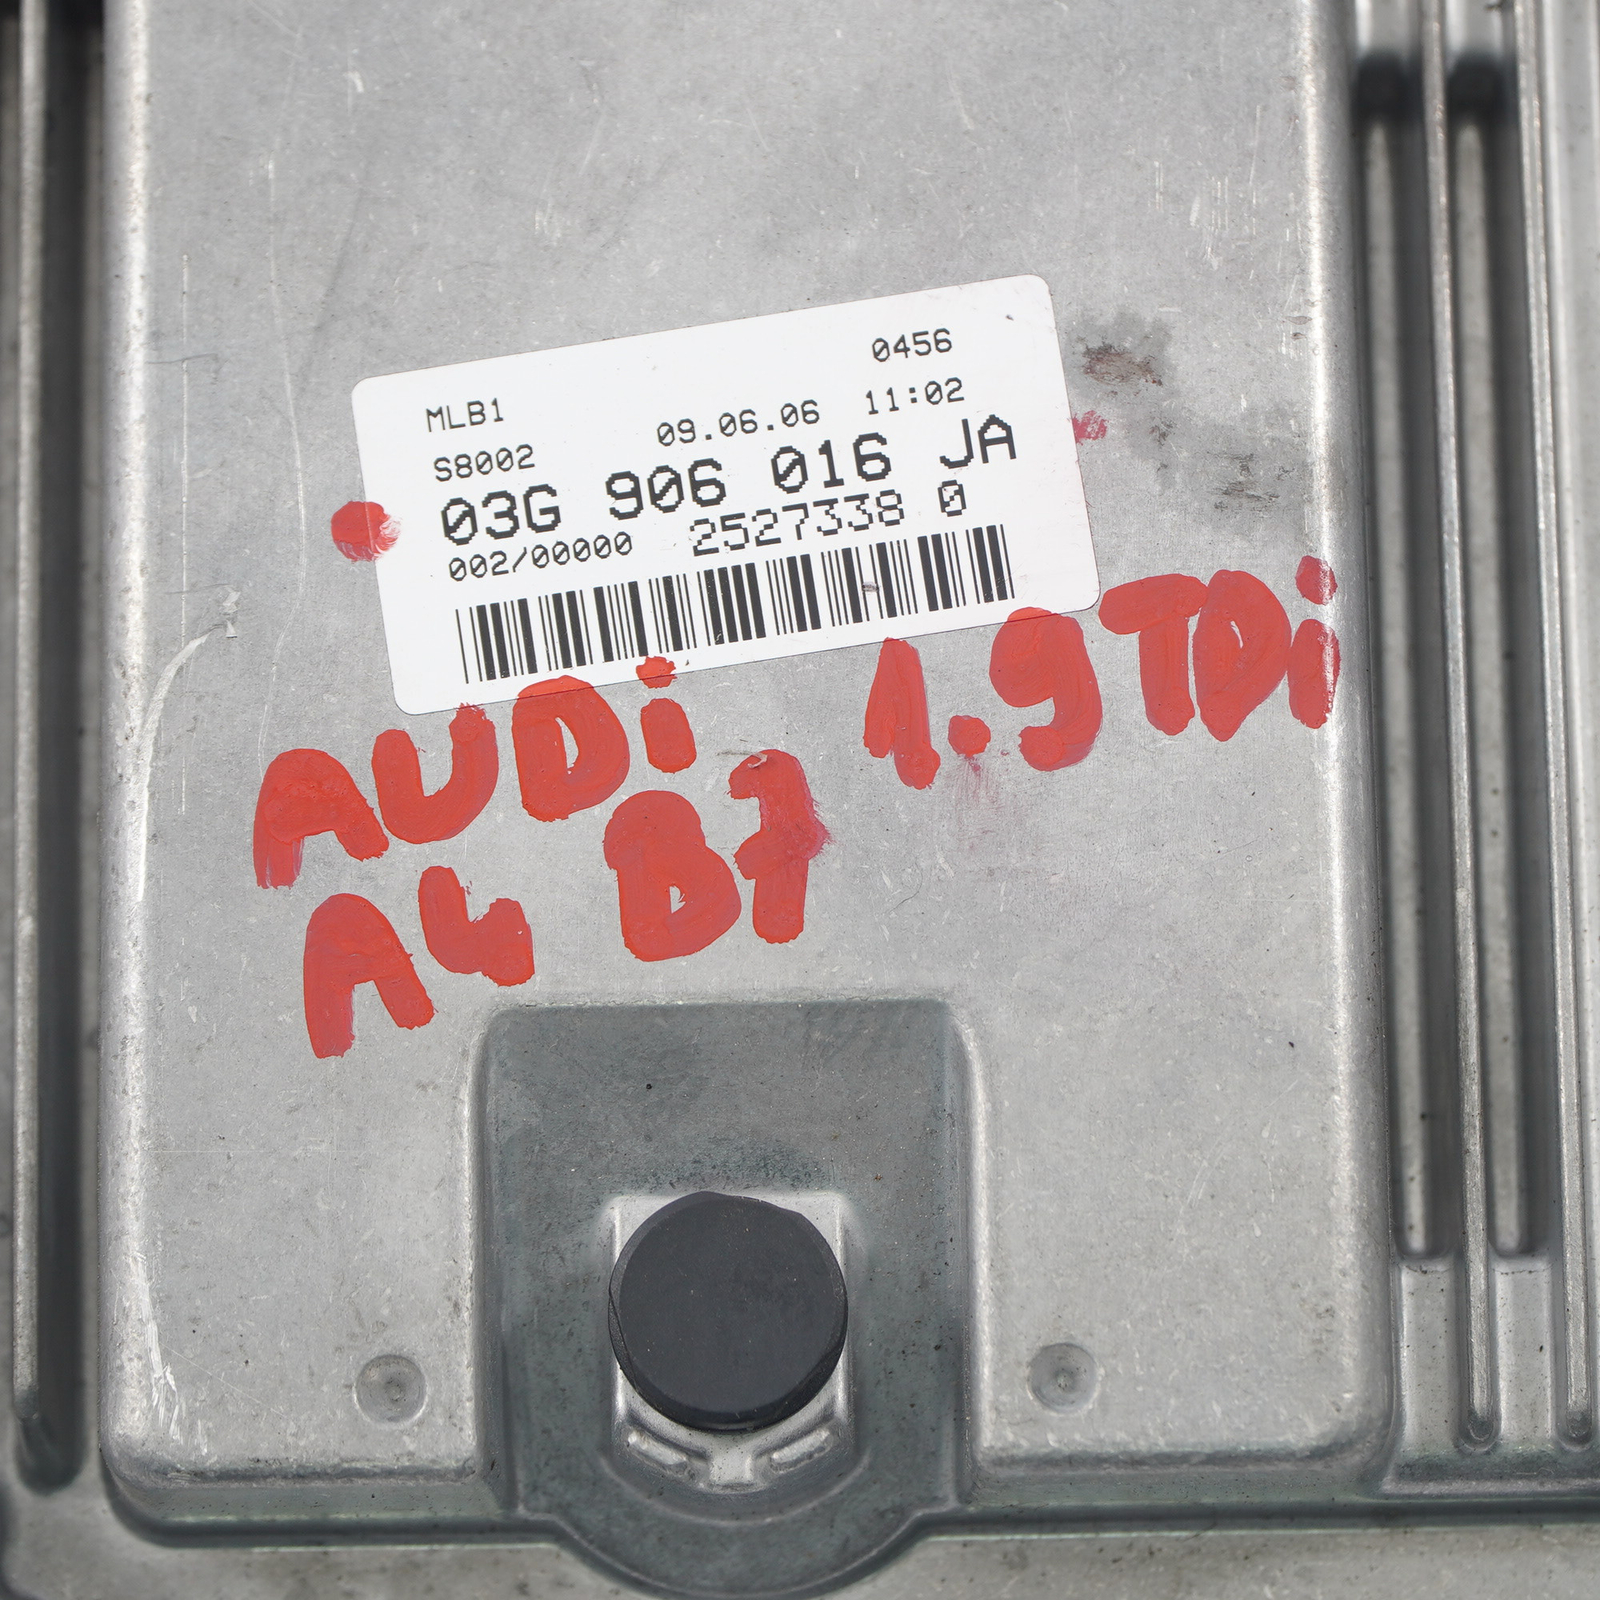 0456
MLB1 09.06.06 11:02
S8002
03G 906 016 JA
002/00000 2527338 0
AUDi 1.9TDi
A4 B7